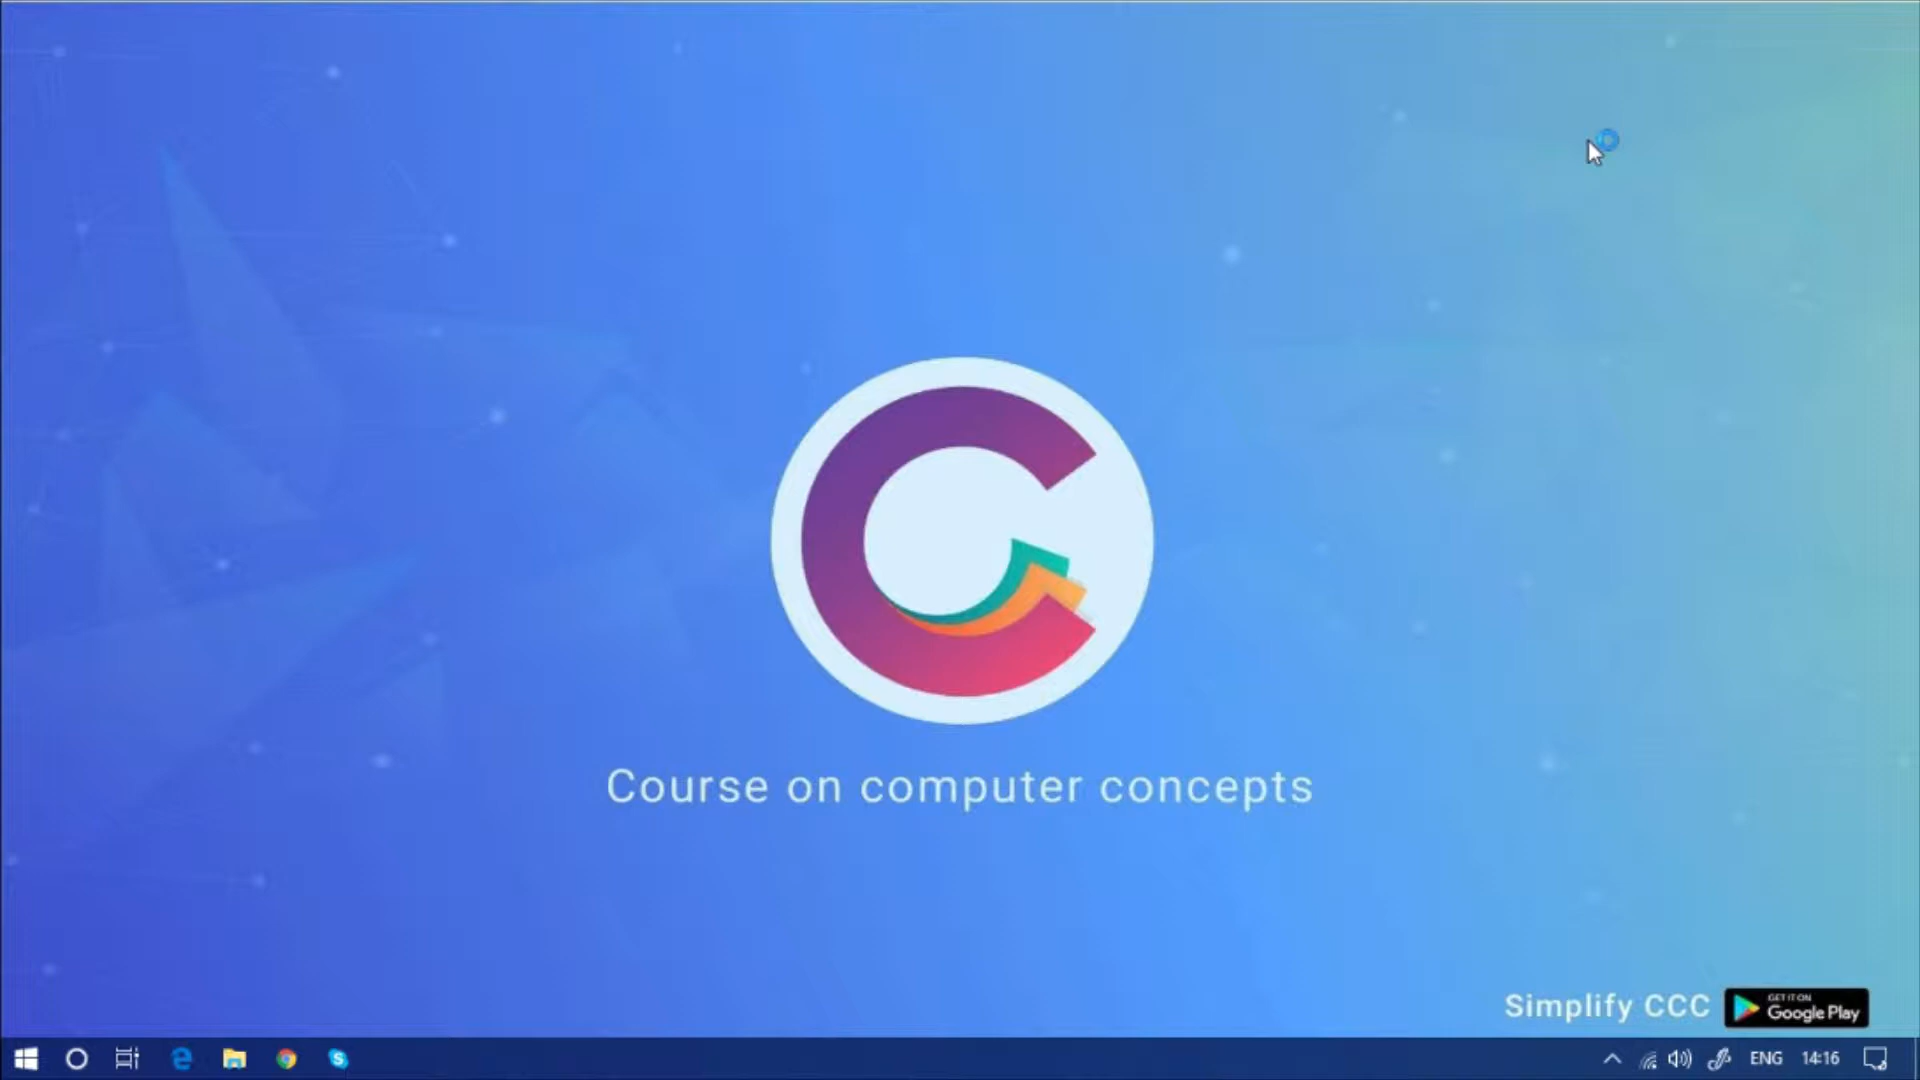 Course on computer concepts
Simplify CCC
GET IT ON
Google Play
ENG
14:16